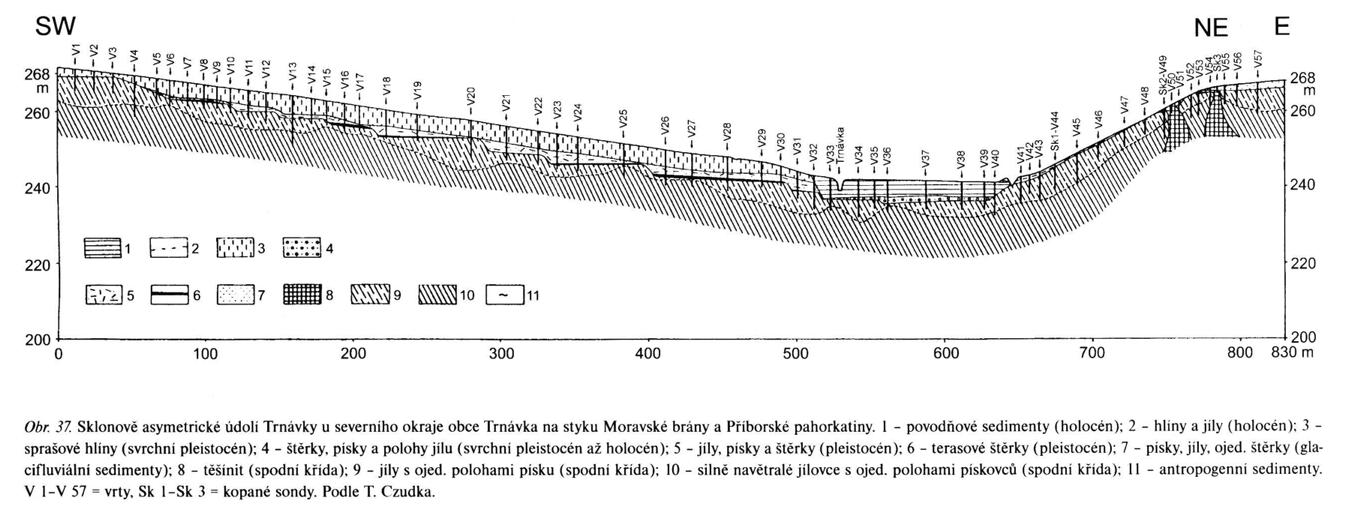 SW
NE E
V1 V2 V3 V4 V5 V6 V7 V8 V9 V10 V11 V12 V13 V14 V15 V16 V17 V18 V19 V20 V21 V22 V23 V24 V25 V26 V27 V28 V29 V30 V31 V32 V33 Trnávka V34 V35 V36 V37 V38 V39 V40 V41 V42 V43 Sk1-V44 V45 V46 V47 V48 Sk2-V49 V50 V51 V52 V53 V54 Sk3 V55 V56 V57
268 268
m m
260 260
240 240
1 2 3 4
220 220
5 6 7 8 9 10 ~ 11
200 200
0 100 200 300 400 500 600 700 800 830 m
Obr. 37. Sklonově asymetrické údolí Trnávky u severního okraje obce Trnávka na styku Moravské brány a Příborské pahorkatiny. 1 – povodňové sedimenty (holocén); 2 – hlíny a jíly (holocén); 3 –
sprašové hlíny (svrchní pleistocén); 4 – štěrky, písky a polohy jílu (svrchní pleistocén až holocén); 5 – jíly, písky a štěrky (pleistocén); 6 – terasové štěrky (pleistocén); 7 – písky, jíly, ojed. štěrky (gla-
cifluviální sedimenty); 8 – těšínit (spodní křída); 9 – jíly s ojed. polohami písku (spodní křída); 10 – silně navětralé jílovce s ojed. polohami pískovců (spodní křída); 11 – antropogenní sedimenty.
V 1–V 57 = vrty, Sk 1–Sk 3 = kopané sondy. Podle T. Czudka.